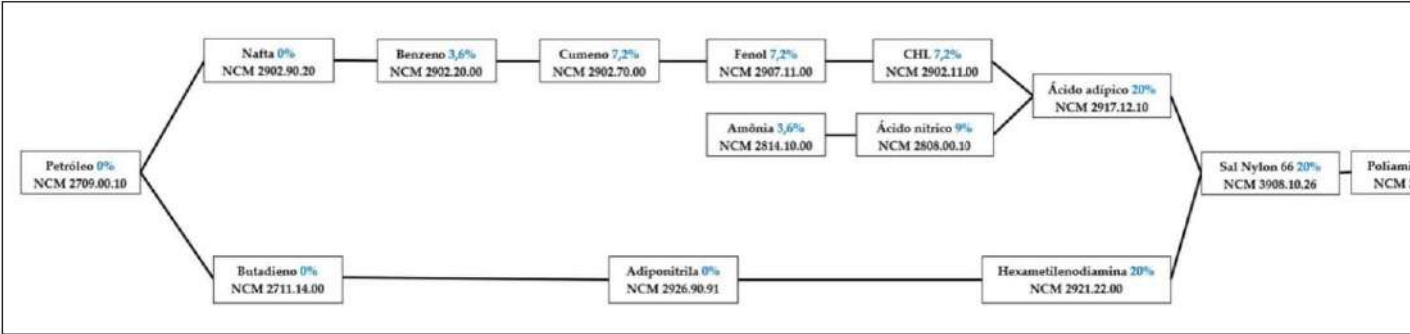 Nafta 0%
NCM 2902.90.20
Benzeno 3,6%
NCM 2902.20.00
Cumeno 7,2%
NCM 2902.70.00
Fenol 7,2%
NCM 2907.11.00
CHL 7,2%
NCM 2902.11.00
Ácido adípico 20%
NCM 2917.12.10
Amônia 3,6%
NCM 2814.10.00
Ácido nítrico 9%
NCM 2808.00.10
Petróleo 0%
NCM 2709.00.10
Sal Nylon 66 20%
NCM 3908.10.26
Poliami
NCM
Butadieno 0%
NCM 2711.14.00
Adiponitrila 0%
NCM 2926.90.91
Hexametilenodiamina 20%
NCM 2921.22.00